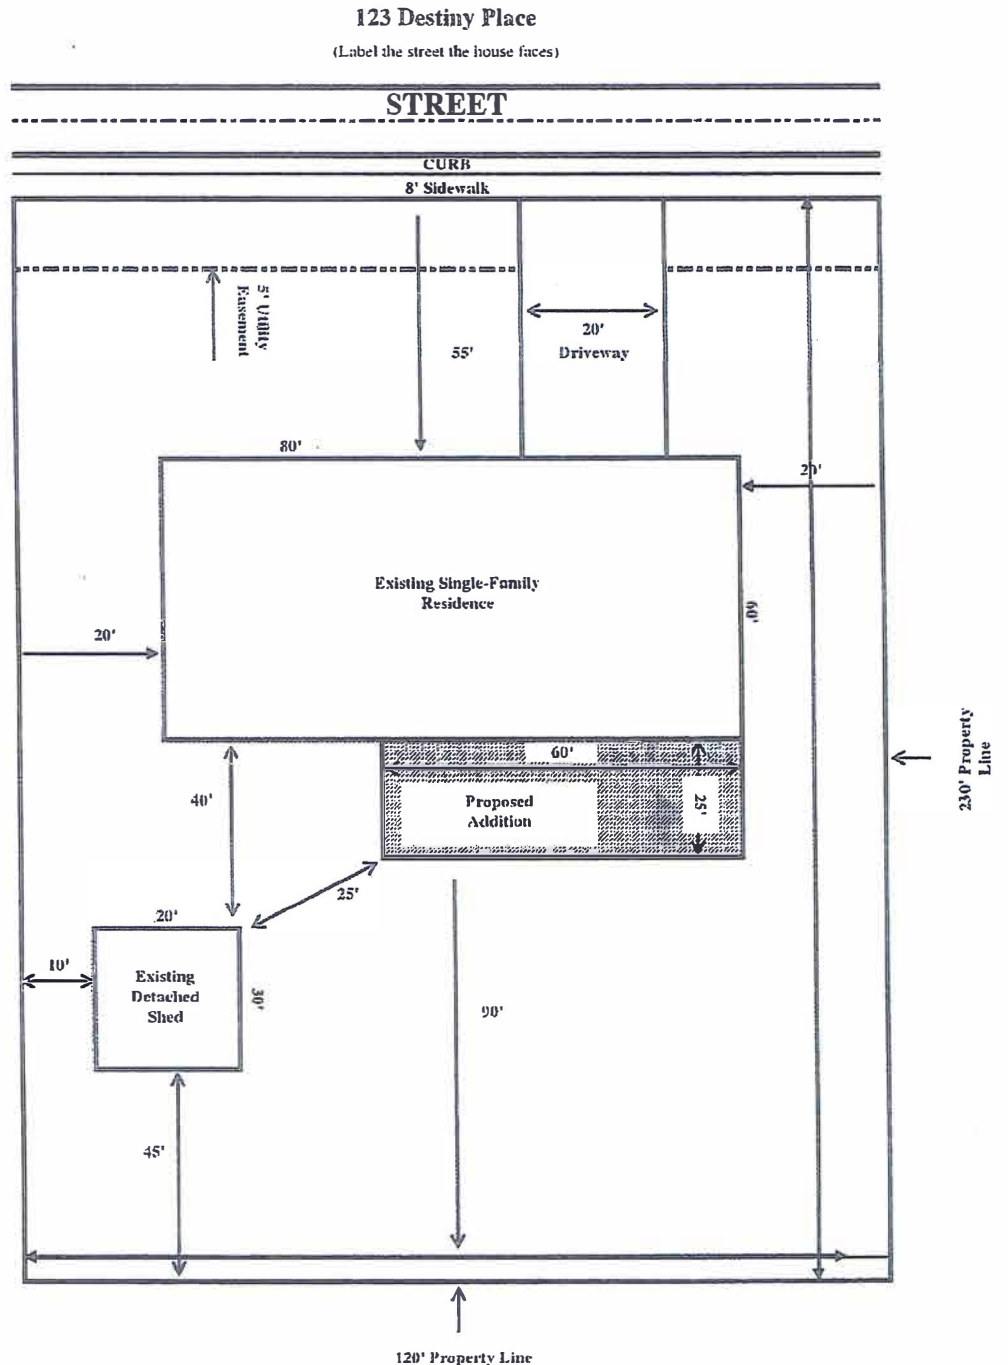 123 Destiny Place
(Label the street the house faces)
STREET
CURB
8' Sidewalk
5' Utility
Easement
55'
20'
Driveway
80'
20'
Existing Single-Family
Residence
60'
20'
60'
Proposed
Addition
25'
40'
25'
230' Property
Line
20'
10'
Existing
Detached
Shed
30'
90'
45'
120' Property Line